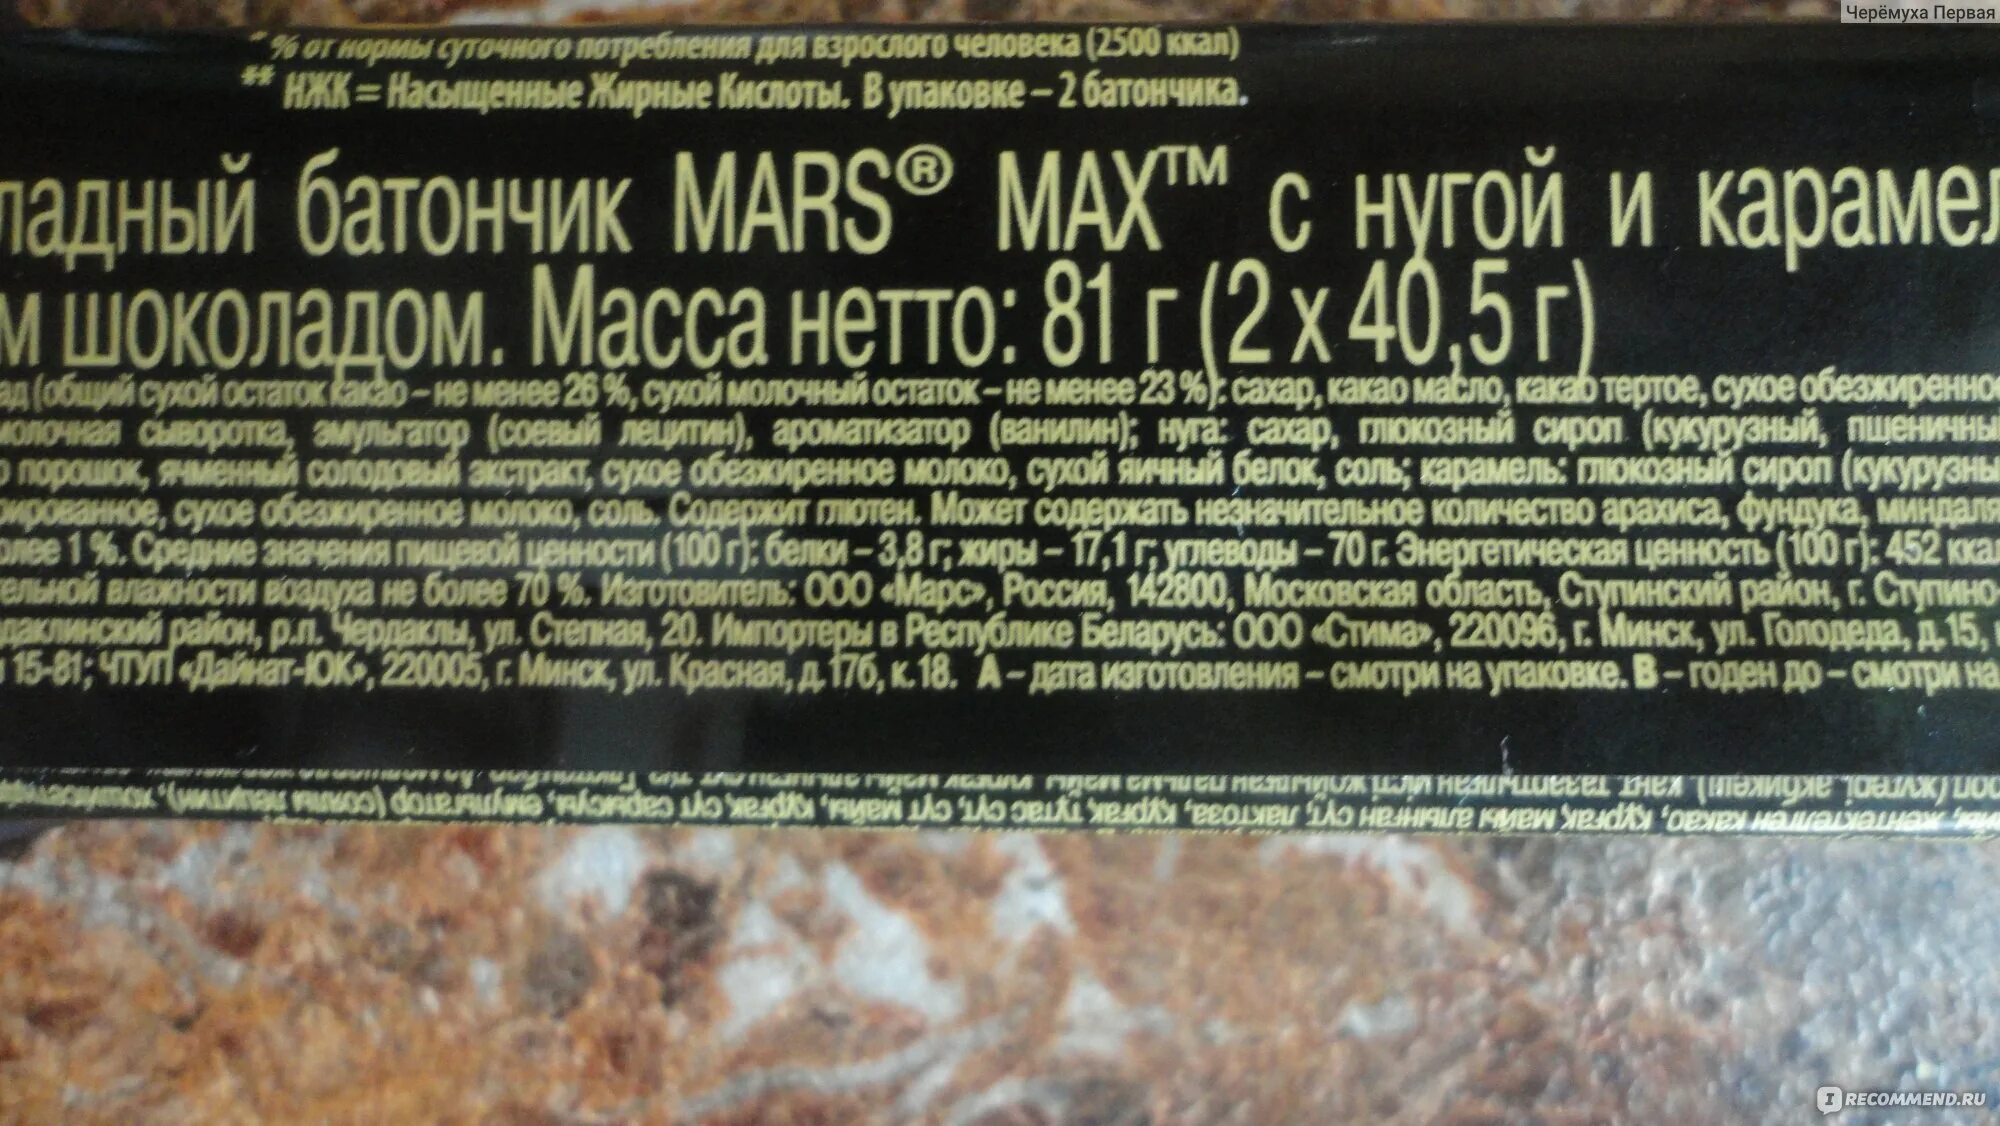 Черёмуха Первая
* % от нормы суточного потребления для взрослого человека (2500 ккал)
** НЖК = Насыщенные Жирные Кислоты. В упаковке – 2 батончика.
ладный батончик MARS® MAX™ с нугой и карамел
м шоколадом. Масса нетто: 81 г (2 x 40,5 г)
ад (общий сухой остаток какао – не менее 26 %, сухой молочный остаток – не менее 23 %): сахар, какао масло, какао тертое, сухое обезжиренное
молочная сыворотка, эмульгатор (соевый лецитин), ароматизатор (ванилин); нуга: сахар, глюкозный сироп (кукурузный, пшеничны
о порошок, ячменный солодовый экстракт, сухое обезжиренное молоко, сухой яичный белок, соль; карамель: глюкозный сироп (кукурузны
ированное, сухое обезжиренное молоко, соль. Содержит глютен. Может содержать незначительное количество арахиса, фундука, миндаля
олее 1 %. Средние значения пищевой ценности (100 г): белки – 3,8 г; жиры – 17,1 г; углеводы – 70 г. Энергетическая ценность (100 г): 452 ккал
тельной влажности воздуха не более 70 %. Изготовитель: ООО «Марс», Россия, 142800, Московская область, Ступинский район, г. Ступино-
даклинский район, р.п. Чердаклы, ул. Степная, 20. Импортеры в Республике Беларусь: ООО «Стима», 220096, г. Минск, ул. Голодеда, д.15,
15-81; ЧТУП «Дайнат-ЮК», 220005, г. Минск, ул. Красная, д.17б, к.18. А – дата изготовления – смотри на упаковке. В – годен до – смотри на
IRECOMMEND.RU